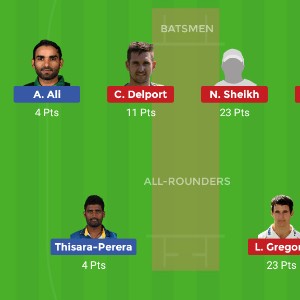 BATSMEN
A. Ali
C. Delport
N. Sheikh
4 Pts
11 Pts
23 Pts
ALL-ROUNDERS
Thisara-Perera
L. Gregor
4 Pts
23 Pts